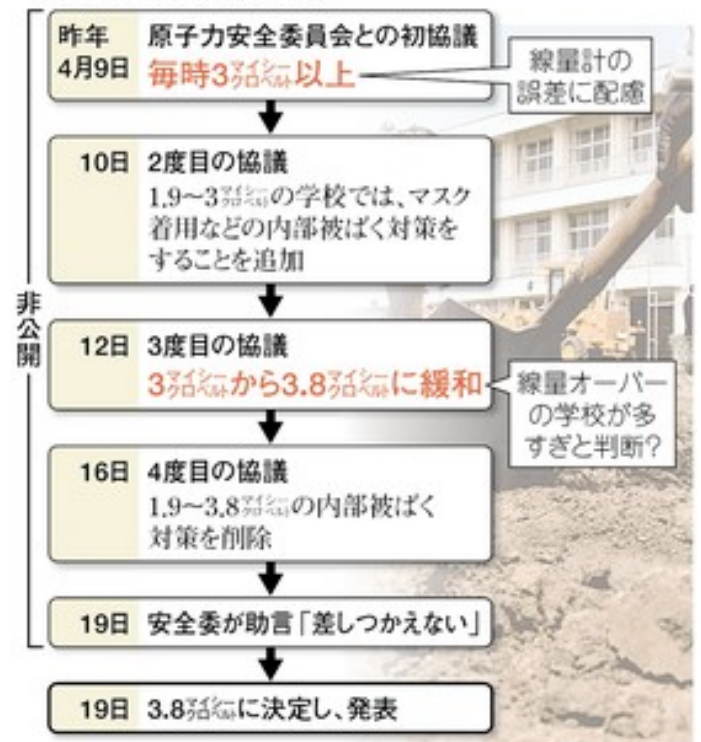 非公開
昨年
4月9日
原子力安全委員会との初協議
毎時3マイクロシーベルト以上
線量計の
誤差に配慮
10日 2度目の協議
1.9〜3マイクロシーベルトの学校では、マスク
着用などの内部被ばく対策を
することを追加
12日 3度目の協議
3マイクロシーベルトから3.8マイクロシーベルトに緩和
線量オーバー
の学校が多
すぎと判断?
16日 4度目の協議
1.9〜3.8マイクロシーベルトの内部被ばく
対策を削除
19日 安全委が助言「差しつかえない」
19日 3.8マイクロシーベルトに決定し、発表